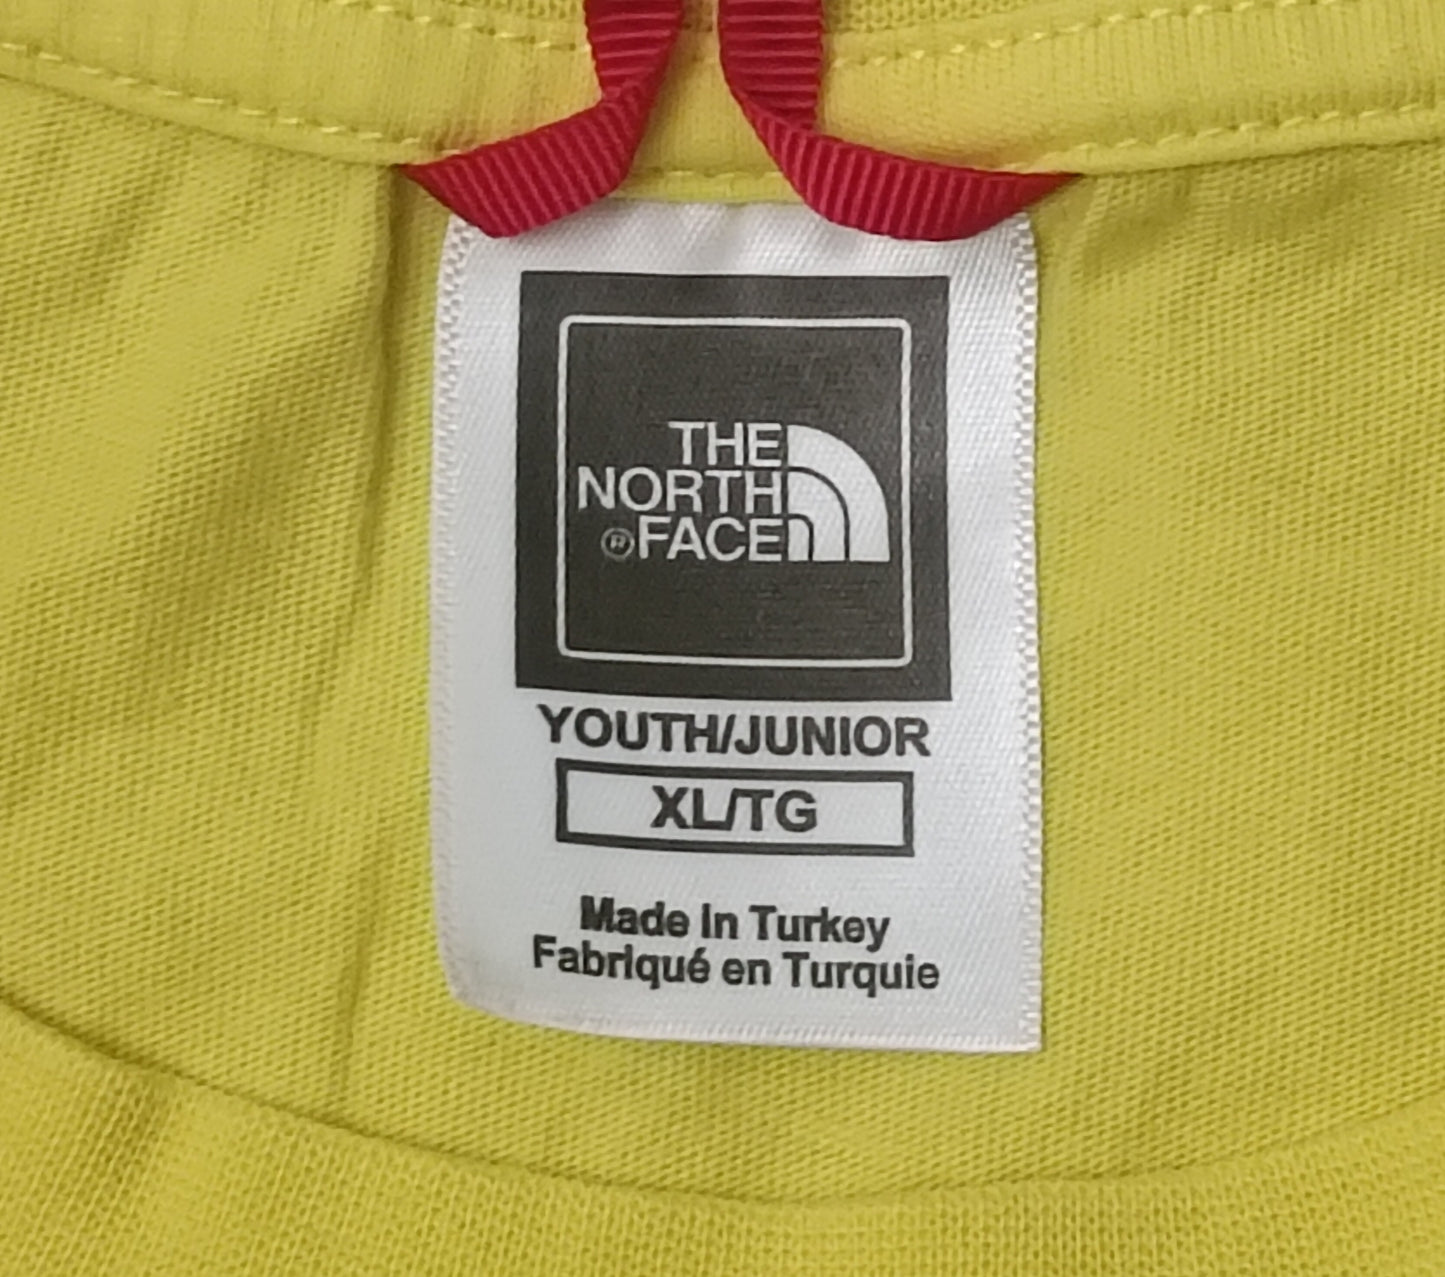 THE
NORTH
®FACE
YOUTH/JUNIOR
XL/TG
Made In Turkey
Fabriqué en Turquie